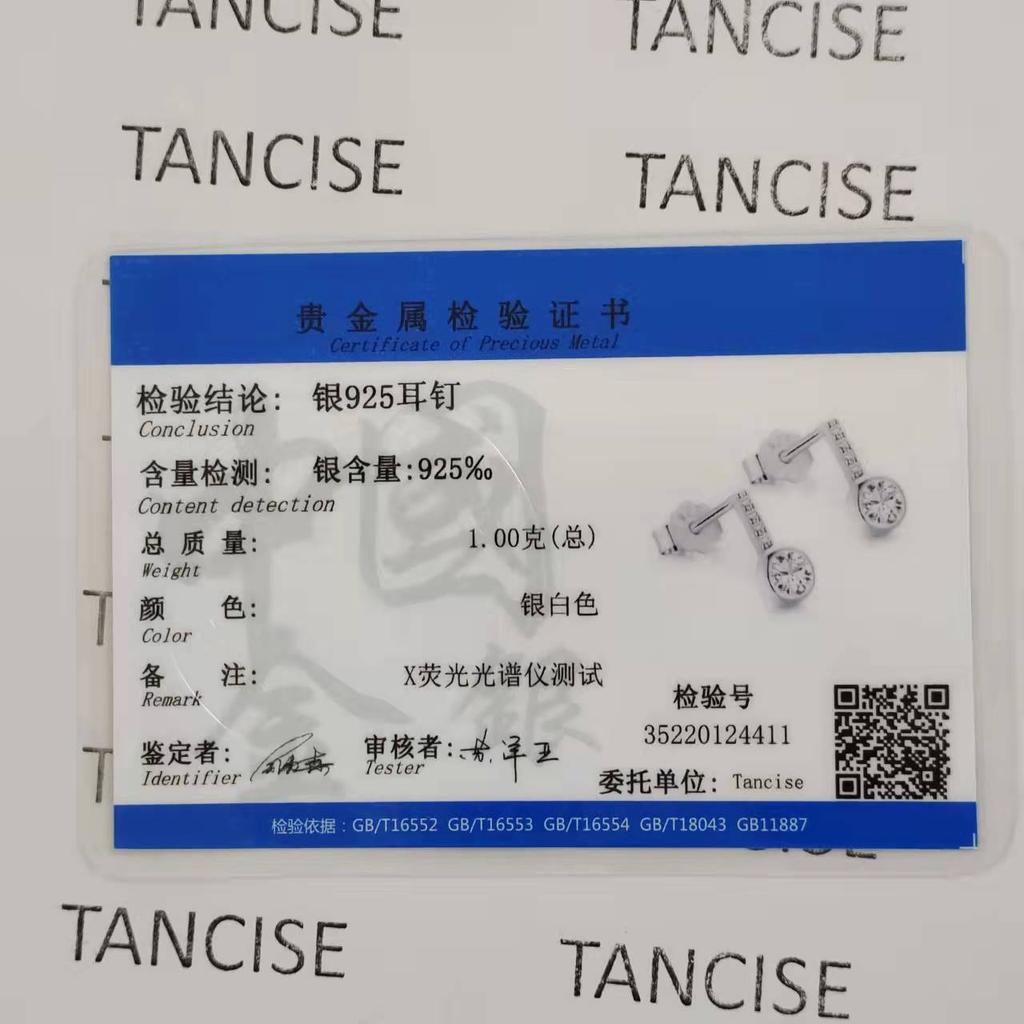 TANCISE TANCISE
TANCISE TANCISE
贵金属检验证书
Certificate of Precious Metal
检验结论: 银925耳钉
Conclusion
含量检测: 银含量:925‰
Content detection
总质量: 1.00克(总)
Weight
颜色: 银白色
Color
备注: X荧光光谱仪测试
Remark
检验号
35220124411
鉴定者: 审核者:
Identifier Tester
委托单位: Tancise
检验依据:GB/T16552 GB/T16553 GB/T16554 GB/T18043 GB11887
中國
金銀
TANCISE TANCISE